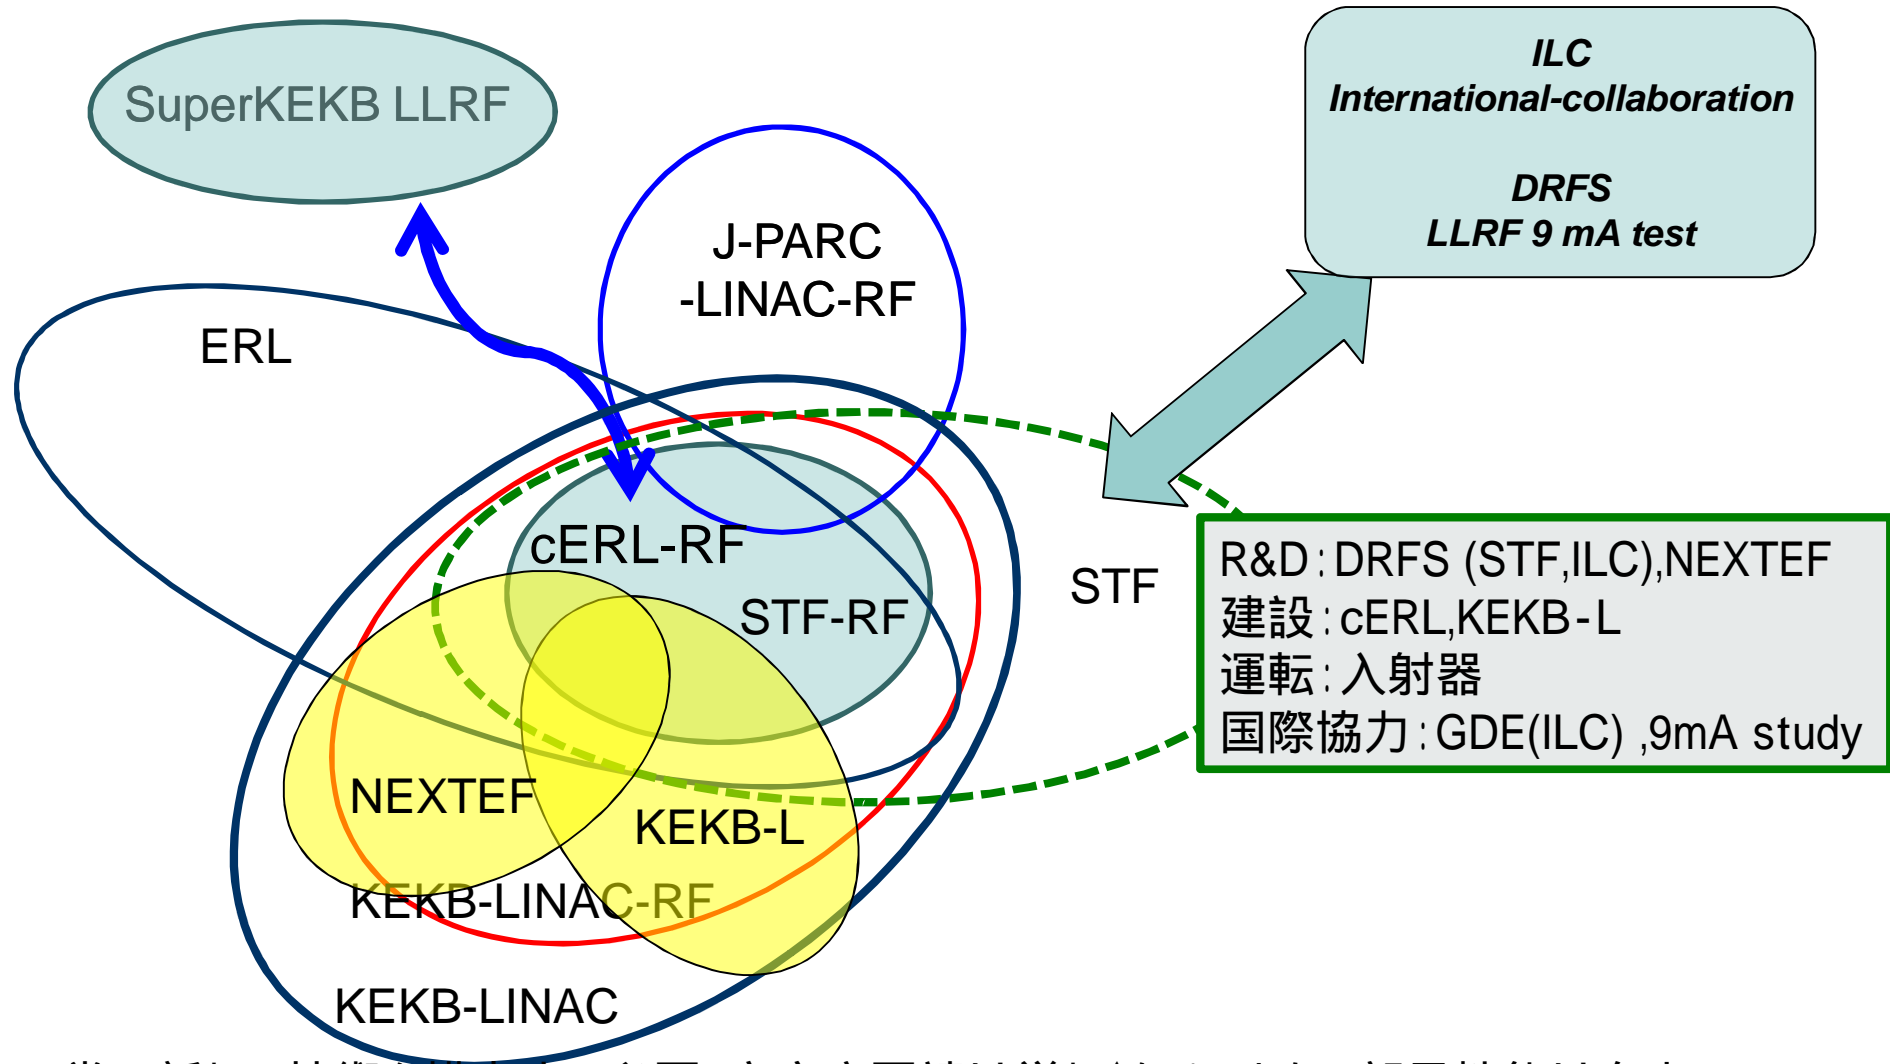 SuperKEKB LLRF
ILC
International-collaboration
DRFS
LLRF 9 mA test
J-PARC
-LINAC-RF
ERL
cERL-RF
STF-RF
STF
R&D：DRFS (STF,ILC),NEXTEF
建設：cERL,KEKB-L
運転：入射器
国際協力：GDE(ILC) ,9mA study
NEXTEF
KEKB-L
KEKB-LINAC-RF
KEKB-LINAC